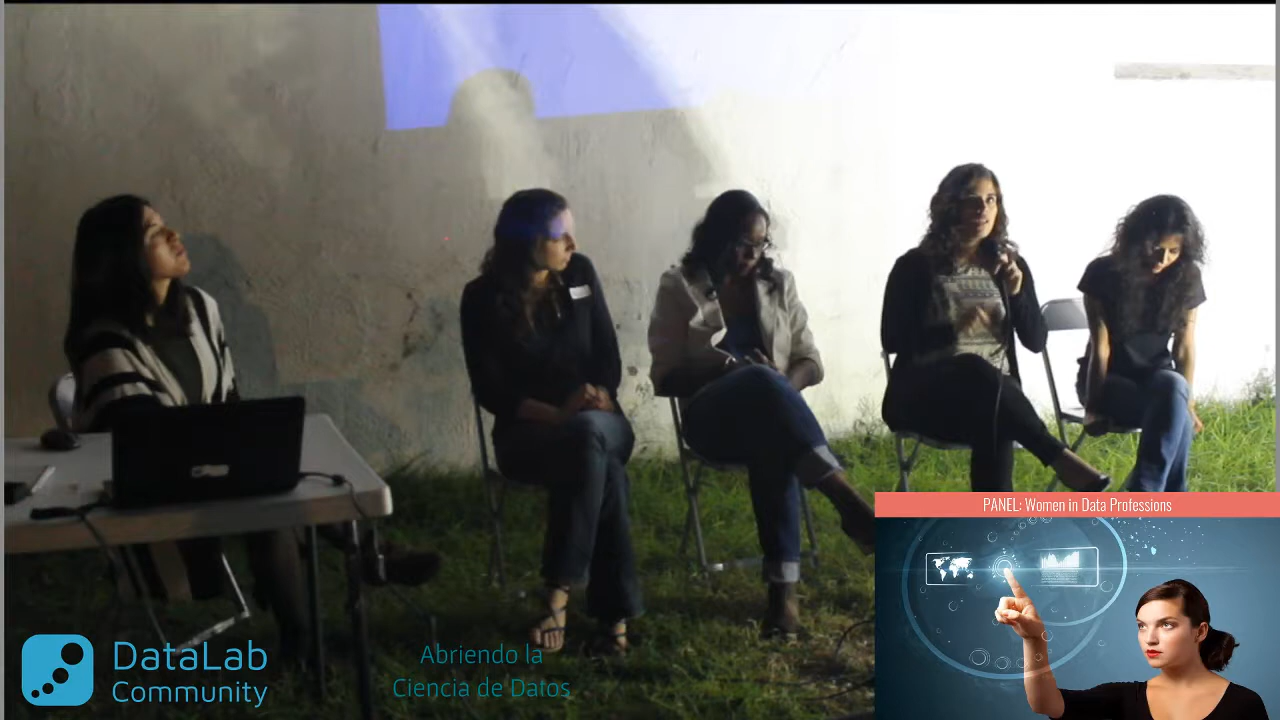 PANEL: Women in Data Professions
DataLab
Community
Abriendo la
Ciencia de Datos